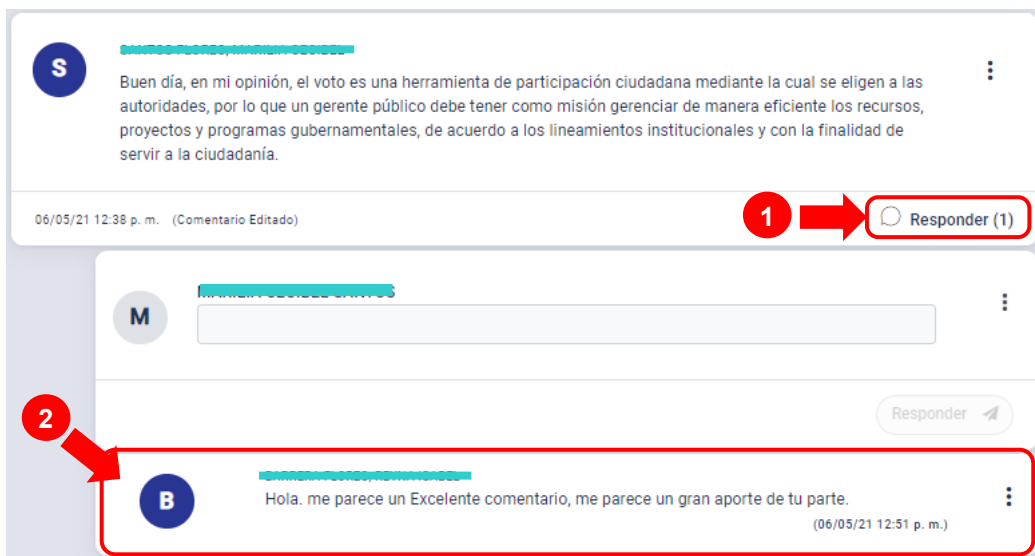 S
Buen día, en mi opinión, el voto es una herramienta de participación ciudadana mediante la cual se eligen a las
autoridades, por lo que un gerente público debe tener como misión gerenciar de manera eficiente los recursos,
proyectos y programas gubernamentales, de acuerdo a los lineamientos institucionales y con la finalidad de
servir a la ciudadanía.
06/05/21 12:38 p. m. (Comentario Editado)
1
Responder (1)
M
Responder
2
B
Hola. me parece un Excelente comentario, me parece un gran aporte de tu parte.
(06/05/21 12:51 p. m.)